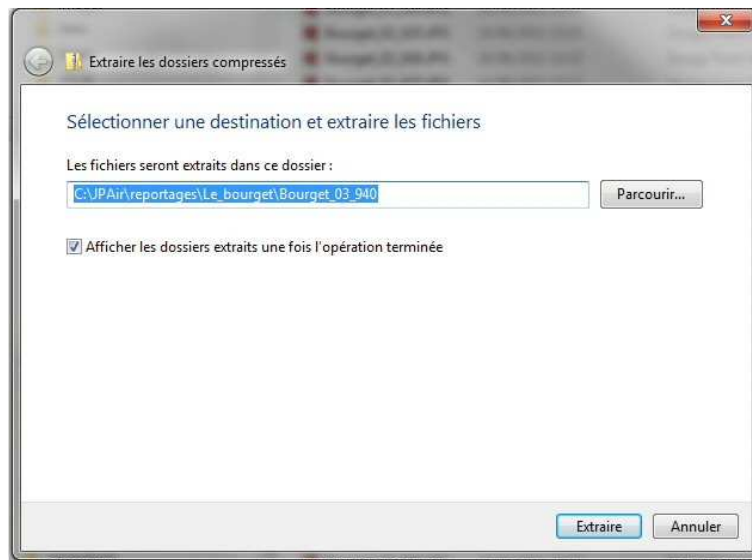 Extraire les dossiers compressés
Sélectionner une destination et extraire les fichiers
Les fichiers seront extraits dans ce dossier :
C:\JPAir\reportages\Le_bourget\Bourget_03_940
Parcourir...
Afficher les dossiers extraits une fois l'opération terminée
Extraire
Annuler